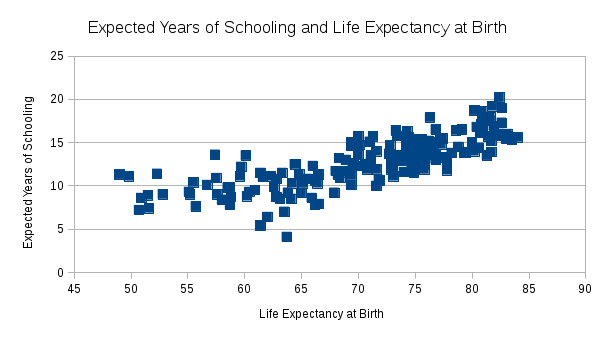 Expected Years of Schooling and Life Expectancy at Birth
25
20
15
10
5
0
45 50 55 60 65 70 75 80 85 90
Expected Years of Schooling
Life Expectancy at Birth